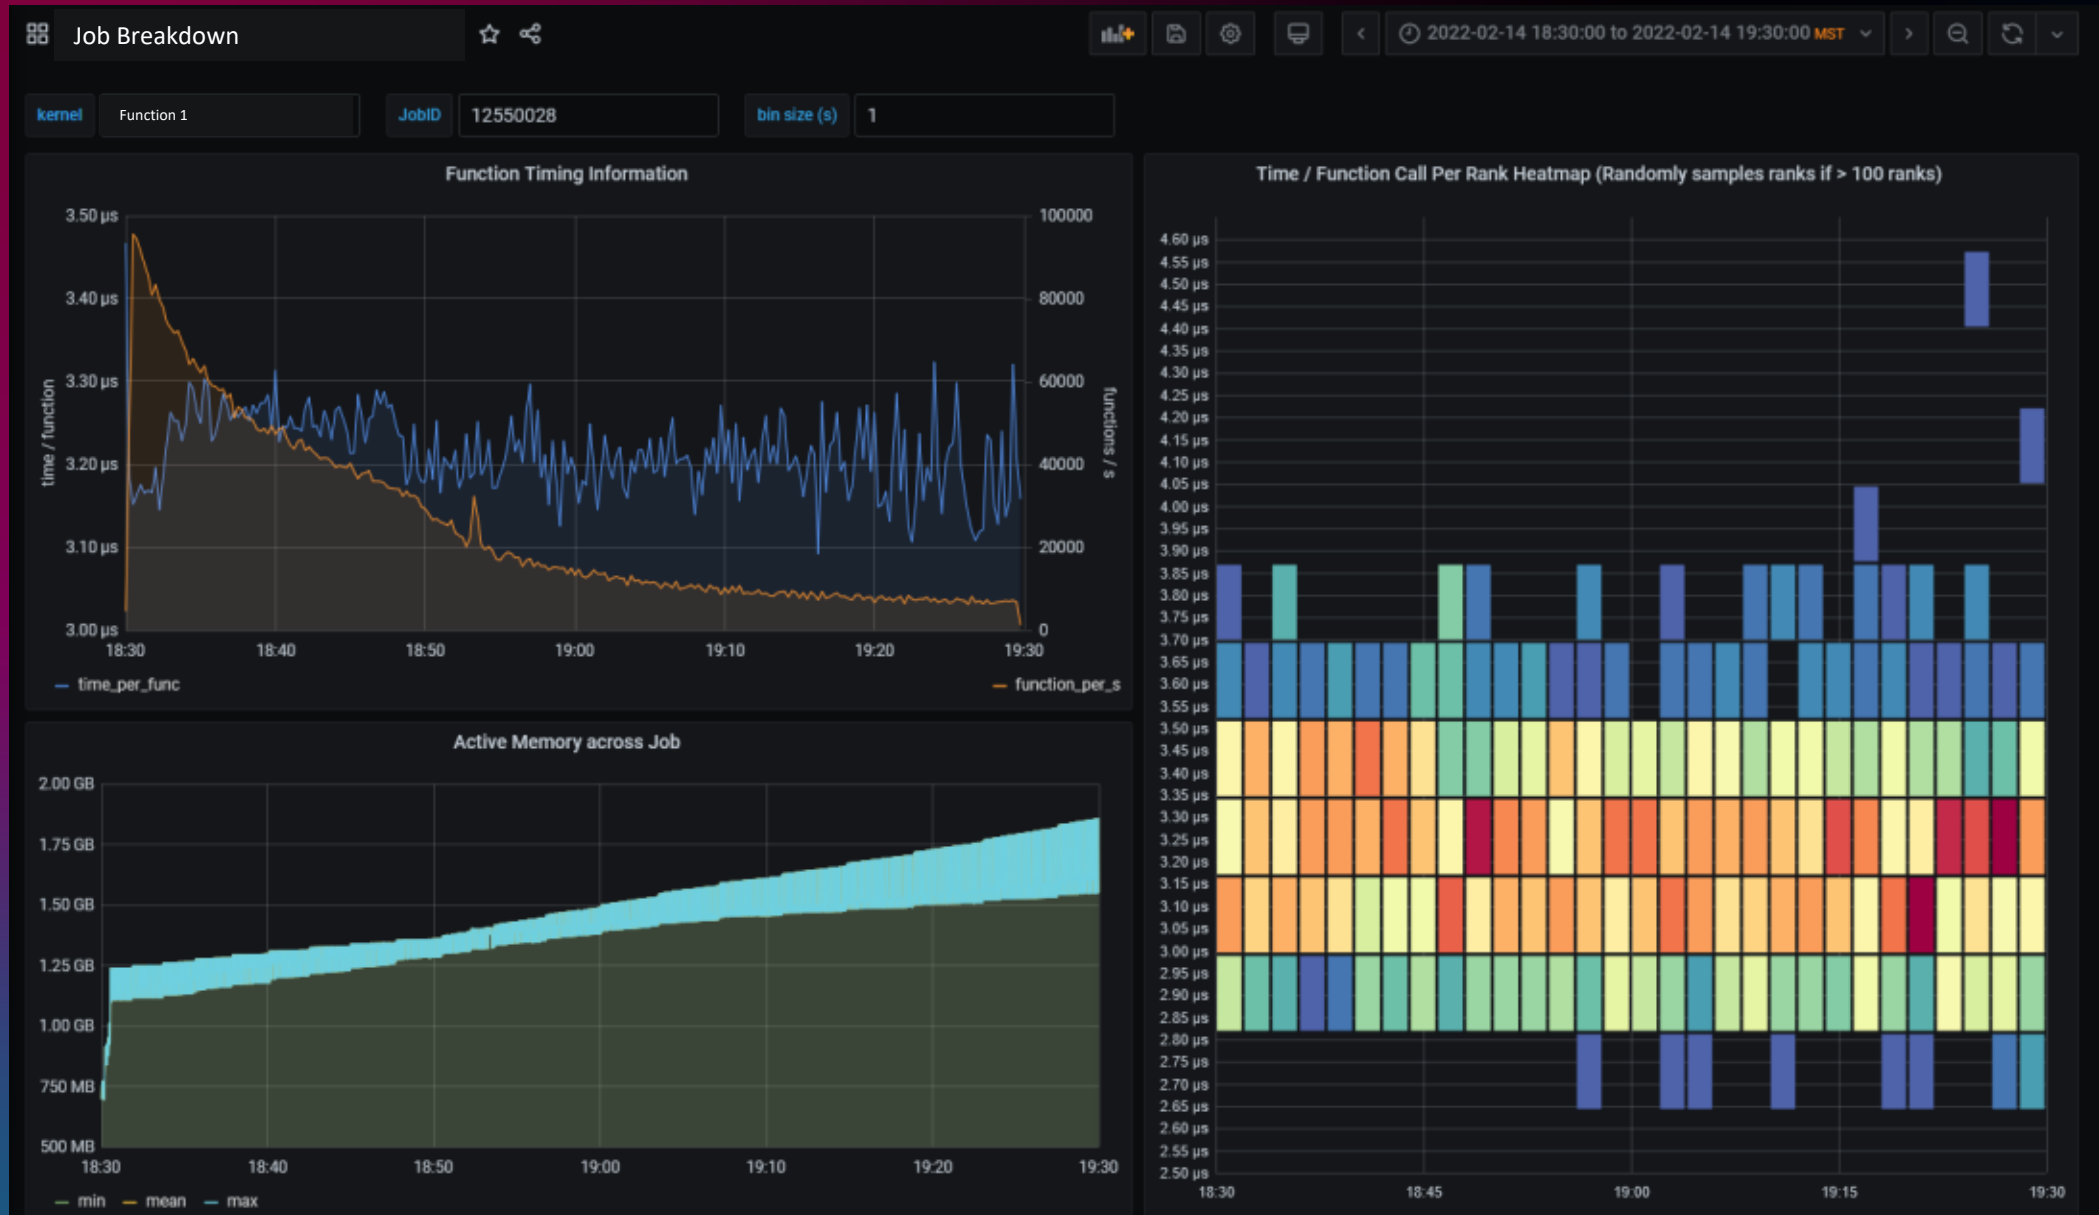 Job Breakdown
2022-02-14 18:30:00 to 2022-02-14 19:30:00 MST
kernel Function 1 JobID 12550028 bin size (s) 1
Function Timing Information
3.50 µs
3.40 µs
3.30 µs
3.20 µs
3.10 µs
3.00 µs
time / function
100000
80000
60000
40000
20000
0
functions / s
18:30 18:40 18:50 19:00 19:10 19:20 19:30
time_per_func function_per_s
Active Memory across Job
2.00 GB
1.75 GB
1.50 GB
1.25 GB
1.00 GB
750 MB
500 MB
18:30 18:40 18:50 19:00 19:10 19:20 19:30
min mean max
Time / Function Call Per Rank Heatmap (Randomly samples ranks if > 100 ranks)
4.60 µs
4.55 µs
4.50 µs
4.45 µs
4.40 µs
4.35 µs
4.30 µs
4.25 µs
4.20 µs
4.15 µs
4.10 µs
4.05 µs
4.00 µs
3.95 µs
3.90 µs
3.85 µs
3.80 µs
3.75 µs
3.70 µs
3.65 µs
3.60 µs
3.55 µs
3.50 µs
3.45 µs
3.40 µs
3.35 µs
3.30 µs
3.25 µs
3.20 µs
3.15 µs
3.10 µs
3.05 µs
3.00 µs
2.95 µs
2.90 µs
2.85 µs
2.80 µs
2.75 µs
2.70 µs
2.65 µs
2.60 µs
2.55 µs
2.50 µs
18:30 18:45 19:00 19:15 19:30